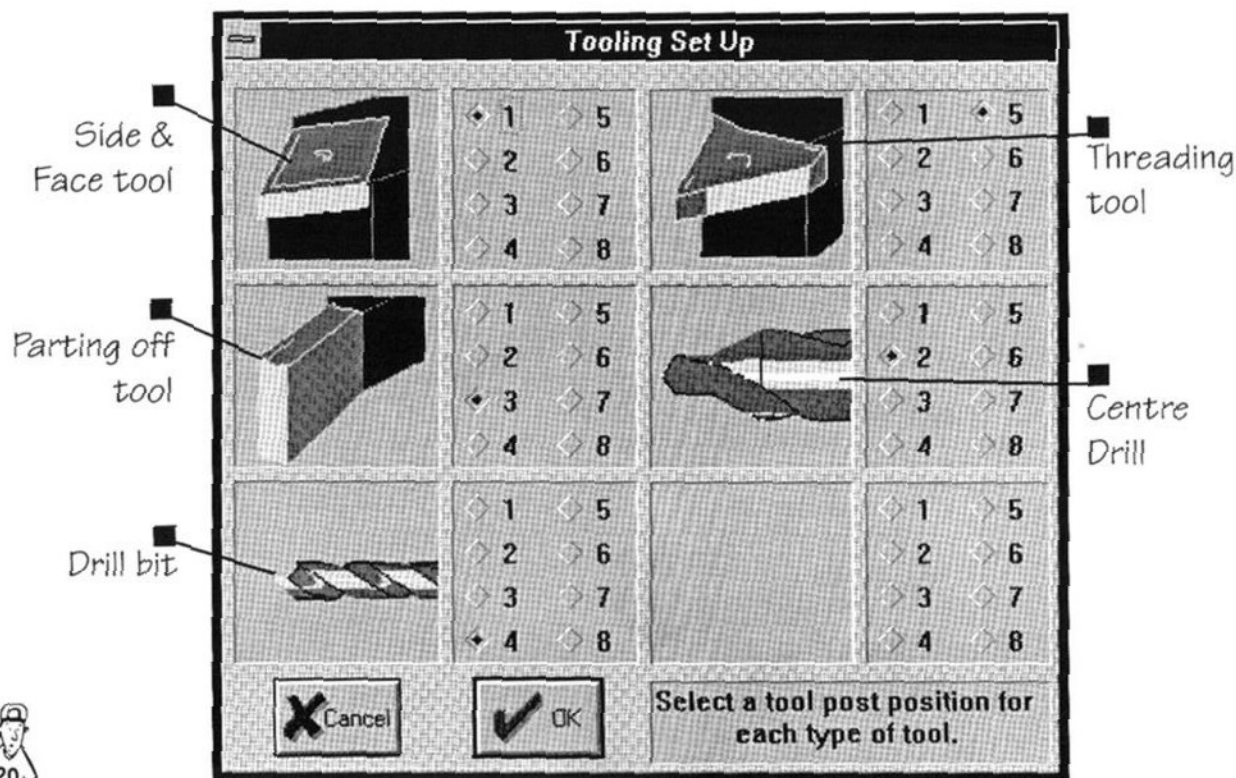 Tooling Set Up
Side &
Face tool
1 5
2 6
3 7
4 8
1 5
2 6
3 7
4 8
Threading
tool
Parting off
tool
1 5
2 6
3 7
4 8
1 5
2 6
3 7
4 8
Centre
Drill
Drill bit
1 5
2 6
3 7
4 8
1 5
2 6
3 7
4 8
Cancel
OK
Select a tool post position for
each type of tool.